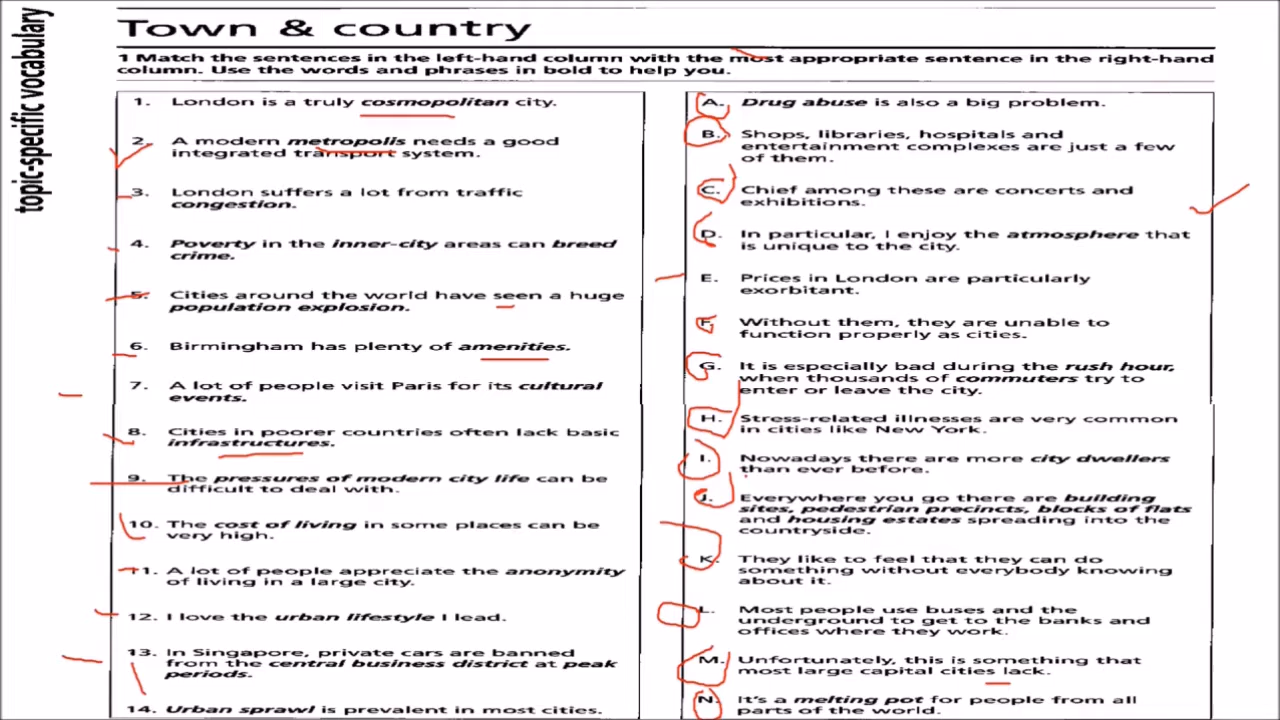 topic-specific vocabulary
Town & country
1 Match the sentences in the left-hand column with the most appropriate sentence in the right-hand
column. Use the words and phrases in bold to help you.
1. London is a truly cosmopolitan city.
2. A modern metropolis needs a good
integrated transport system.
3. London suffers a lot from traffic
congestion.
4. Poverty in the inner-city areas can breed
crime.
5. Cities around the world have seen a huge
population explosion.
6. Birmingham has plenty of amenities.
7. A lot of people visit Paris for its cultural
events.
8. Cities in poorer countries often lack basic
infrastructures.
9. The pressures of modern city life can be
difficult to deal with.
10. The cost of living in some places can be
very high.
11. A lot of people appreciate the anonymity
of living in a large city.
12. I love the urban lifestyle I lead.
13. In Singapore, private cars are banned
from the central business district at peak
periods.
14. Urban sprawl is prevalent in most cities.
A. Drug abuse is also a big problem.
B. Shops, libraries, hospitals and
entertainment complexes are just a few
of them.
C. Chief among these are concerts and
exhibitions.
D. In particular, I enjoy the atmosphere that
is unique to the city.
E. Prices in London are particularly
exorbitant.
F. Without them, they are unable to
function properly as cities.
G. It is especially bad during the rush hour,
when thousands of commuters try to
enter or leave the city.
H. Stress-related illnesses are very common
in cities like New York.
I. Nowadays there are more city dwellers
than ever before.
J. Everywhere you go there are building
sites, pedestrian precincts, blocks of flats
and housing estates spreading into the
countryside.
K. They like to feel that they can do
something without everybody knowing
about it.
L. Most people use buses and the
underground to get to the banks and
offices where they work.
M. Unfortunately, this is something that
most large capital cities lack.
N. It's a melting pot for people from all
parts of the world.